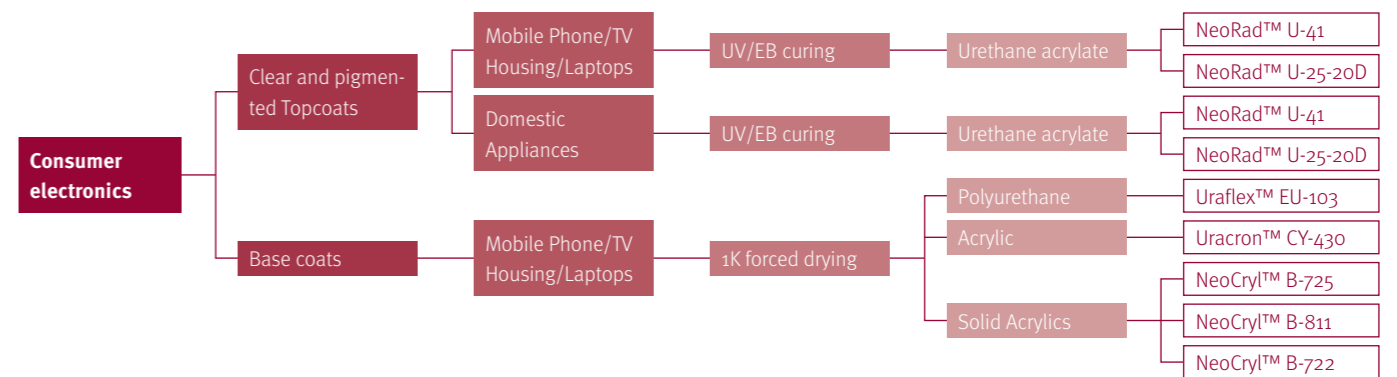 Consumer
electronics
Clear and pigmen-
ted Topcoats
Mobile Phone/TV
Housing/Laptops
UV/EB curing
Urethane acrylate
NeoRad™ U-41
NeoRad™ U-25-20D
Domestic
Appliances
UV/EB curing
Urethane acrylate
NeoRad™ U-41
NeoRad™ U-25-20D
Base coats
Mobile Phone/TV
Housing/Laptops
1K forced drying
Polyurethane
Uraflex™ EU-103
Acrylic
Uracron™ CY-430
Solid Acrylics
NeoCryl™ B-725
NeoCryl™ B-811
NeoCryl™ B-722